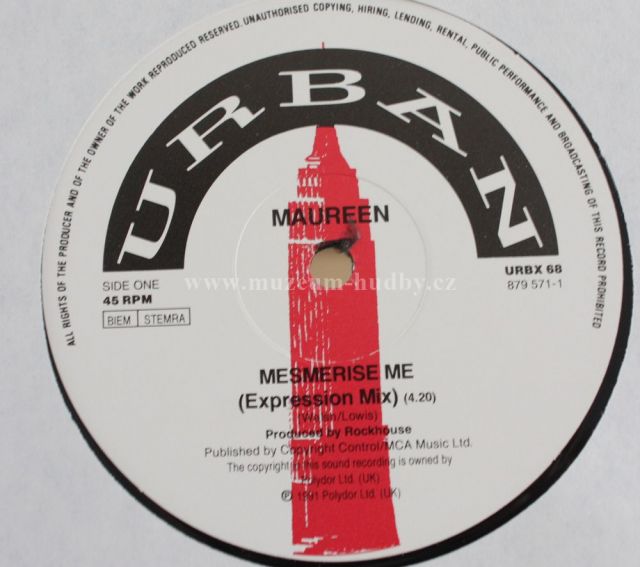 ALL RIGHTS OF THE PRODUCER AND OF THE OWNER OF THE WORK REPRODUCED RESERVED. UNAUTHORISED COPYING, HIRING, LENDING, RENTAL, PUBLIC PERFORMANCE AND BROADCASTING OF THIS RECORD PROHIBITED
URBAN
MAUREEN
SIDE ONE
45 RPM
BIEM STEMRA
URBX 68
879 571-1
www.muzeum-hudby.cz
MESMERISE ME
(Expression Mix) (4.20)
(Walsh/Lowis)
Produced by Rockhouse
Published by Copyright Control/MCA Music Ltd.
The copyright in this sound recording is owned by
Polydor Ltd. (UK)
℗ 1991 Polydor Ltd. (UK)